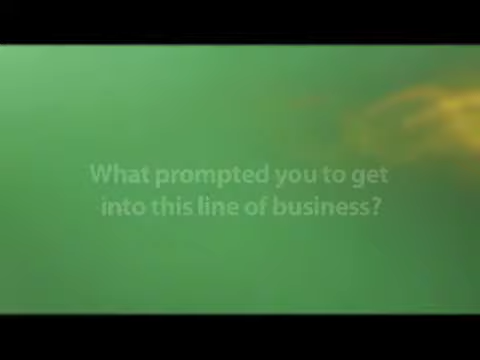 What prompted you to get
into this line of business?